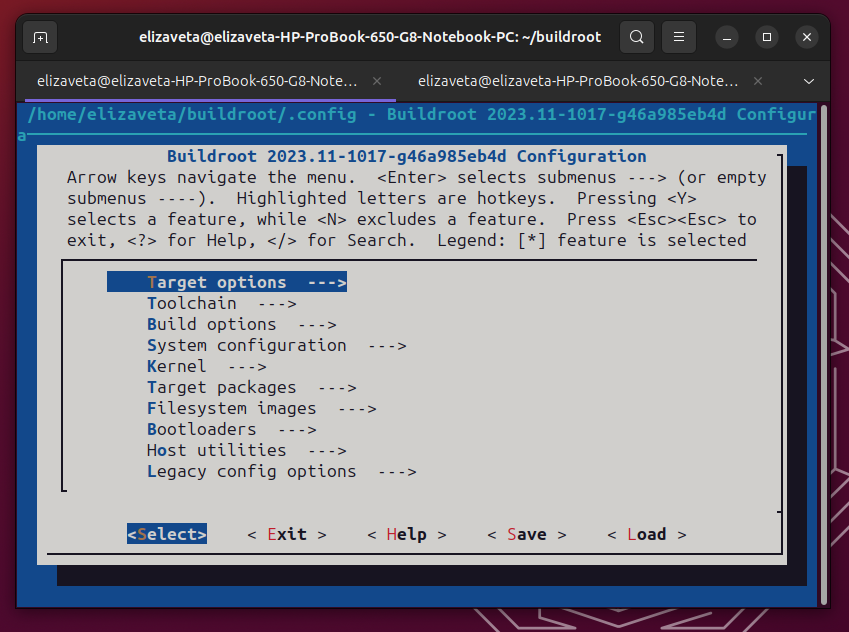 elizaveta@elizaveta-HP-ProBook-650-G8-Notebook-PC: ~/buildroot
elizaveta@elizaveta-HP-ProBook-650-G8-Note...
elizaveta@elizaveta-HP-ProBook-650-G8-Note...
/home/elizaveta/buildroot/.config - Buildroot 2023.11-1017-g46a985eb4d Configur
a
Buildroot 2023.11-1017-g46a985eb4d Configuration
Arrow keys navigate the menu.  <Enter> selects submenus ---> (or empty
submenus ----).  Highlighted letters are hotkeys.  Pressing <Y>
selects a feature, while <N> excludes a feature.  Press <Esc><Esc> to
exit, <?> for Help, </> for Search.  Legend: [*] feature is selected
Target options  --->
Toolchain  --->
Build options  --->
System configuration  --->
Kernel  --->
Target packages  --->
Filesystem images  --->
Bootloaders  --->
Host utilities  --->
Legacy config options  --->
<Select>    < Exit >    < Help >    < Save >    < Load >